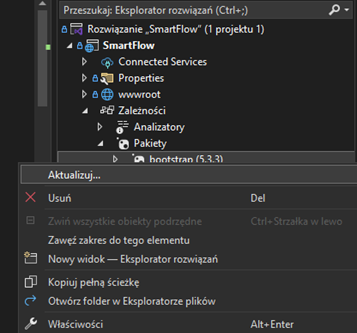 Przeszukaj: Eksplorator rozwiązań (Ctrl+;)
Rozwiązanie „SmartFlow” (1 projektu 1)
SmartFlow
Connected Services
Properties
wwwroot
Zależności
Analizatory
Pakiety
bootstrap (5.3.3)
Aktualizuj...
Usuń Del
Zwiń wszystkie obiekty podrzędne Ctrl+Strzałka w lewo
Zawęź zakres do tego elementu
Nowy widok — Eksplorator rozwiązań
Kopiuj pełną ścieżkę
Otwórz folder w Eksploratorze plików
Właściwości Alt+Enter